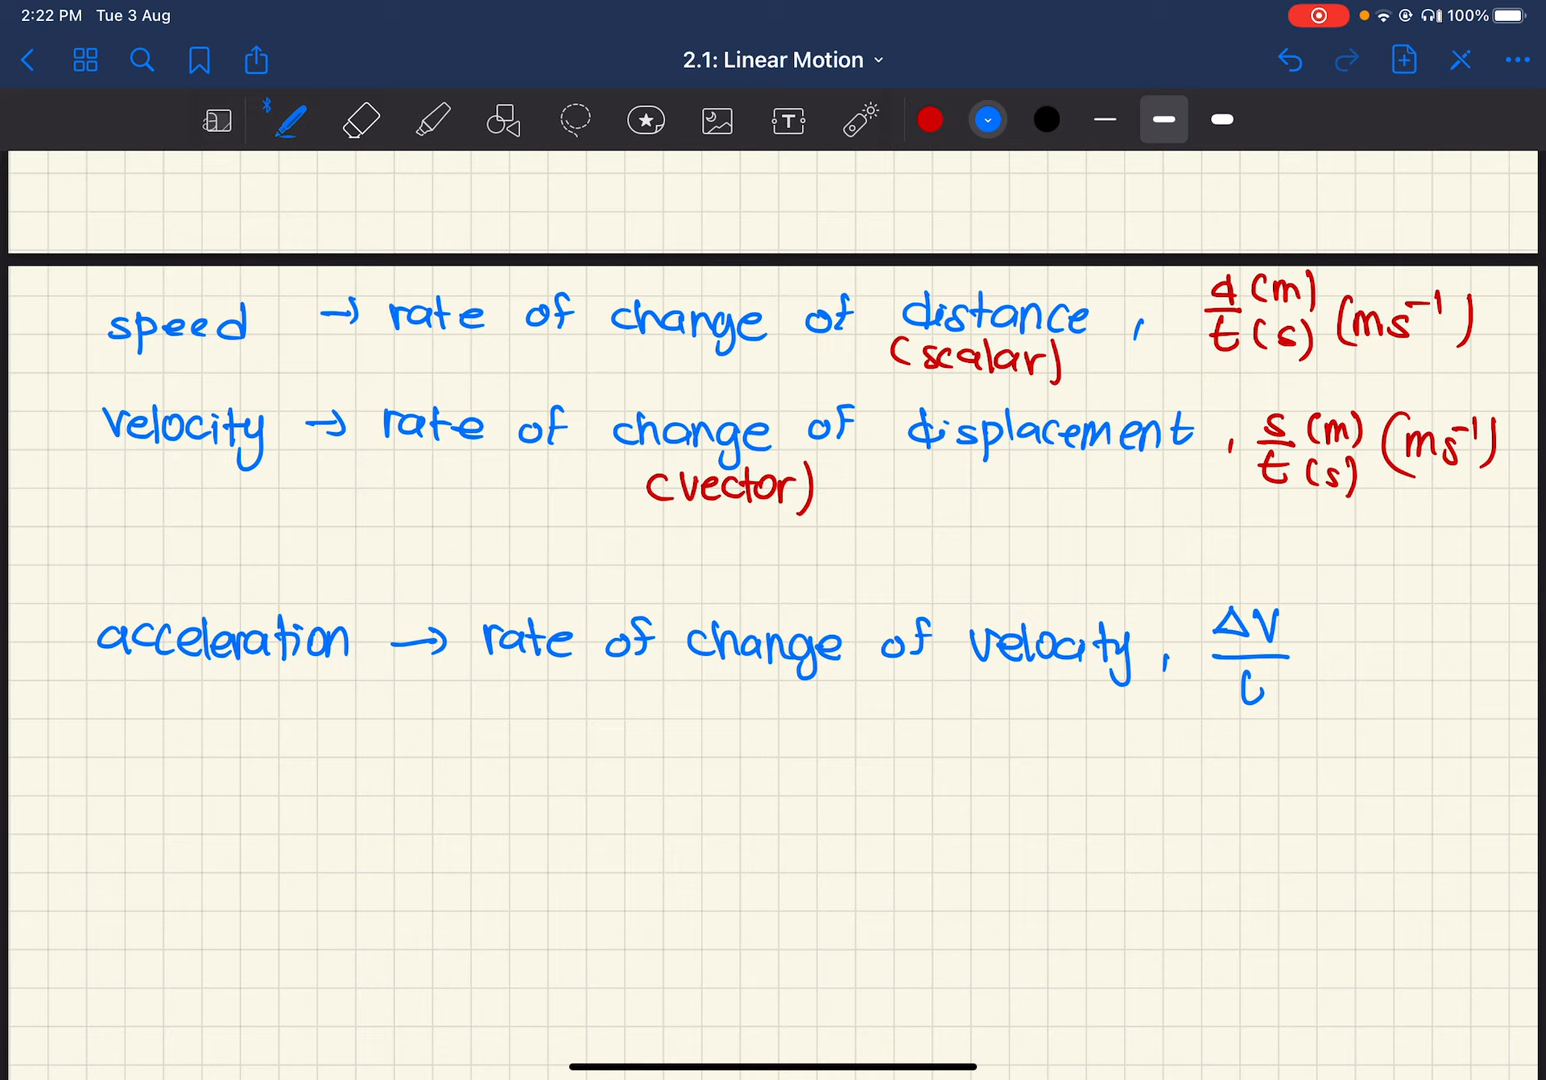 2:22 PM Tue 3 Aug 100%
2.1: Linear Motion
T
speed → rate of change of distance, d(m)/t(s) (ms⁻¹)
(scalar)
velocity → rate of change of displacement, s(m)/t(s) (ms⁻¹)
(vector)
acceleration → rate of change of velocity, ΔV/